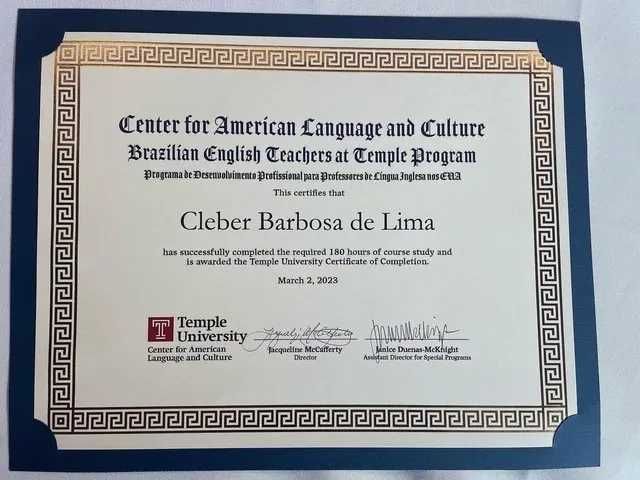 Center for American Language and Culture
Brazilian English Teachers at Temple Program
Programa de Desenvolvimento Profissional para Professores de Língua Inglesa nos EUA
This certifies that
Cleber Barbosa de Lima
has successfully completed the required 180 hours of course study and
is awarded the Temple University Certificate of Completion.
March 2, 2023
T Temple
University
Center for American
Language and Culture
Jacqueline McCafferty
Director
Janice Duenas-McKnight
Assistant Director for Special Programs